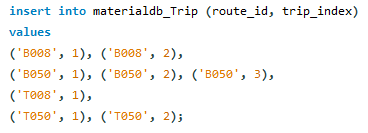 insert into materialdb_Trip (route_id, trip_index)
values
('B008', 1), ('B008', 2),
('B050', 1), ('B050', 2), ('B050', 3),
('T008', 1),
('T050', 1), ('T050', 2);